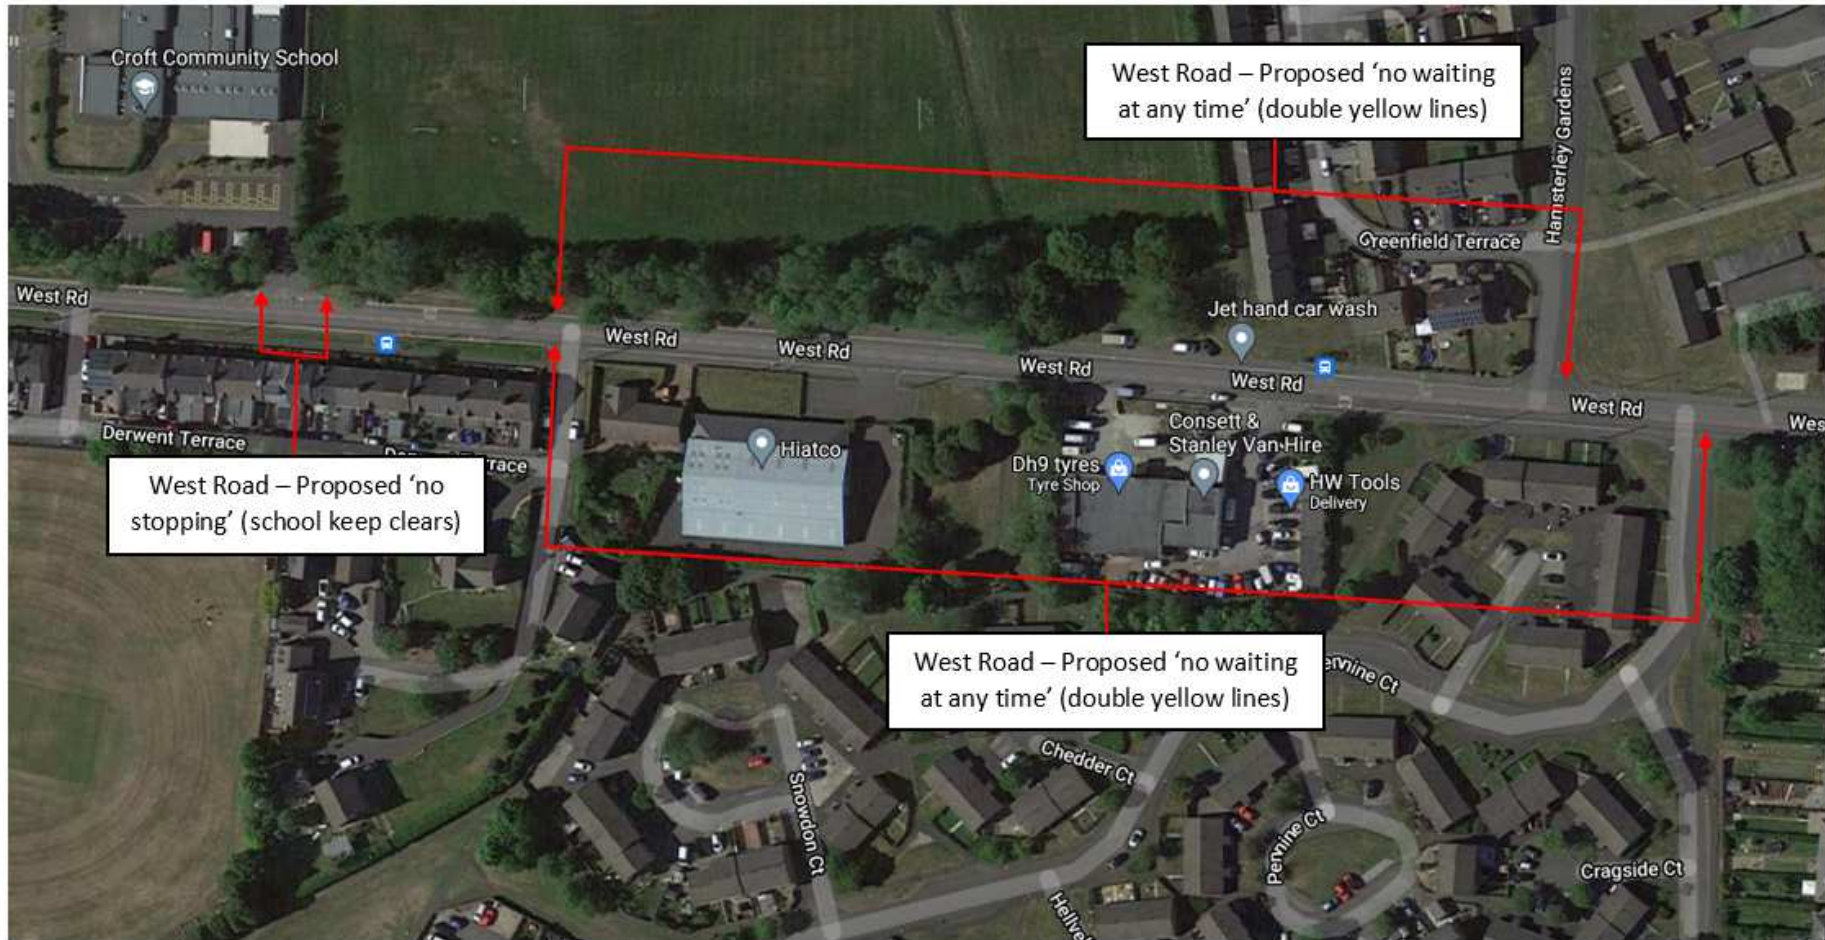 Croft Community School
West Road – Proposed ‘no waiting
at any time’ (double yellow lines)
Hamsterley Gardens
Greenfield Terrace
West Rd
Jet hand car wash
West Rd
West Rd
West Rd
West Rd
West Rd
Wes
Derwent Terrace
Consett &
Stanley Van Hire
Hiatco
Dh9 tyres
Tyre Shop
HW Tools
Delivery
West Road – Proposed ‘no
stopping’ (school keep clears)
West Road – Proposed ‘no waiting
at any time’ (double yellow lines)
Chedder Ct
Snowdon Ct
Pervine Ct
Cragside Ct